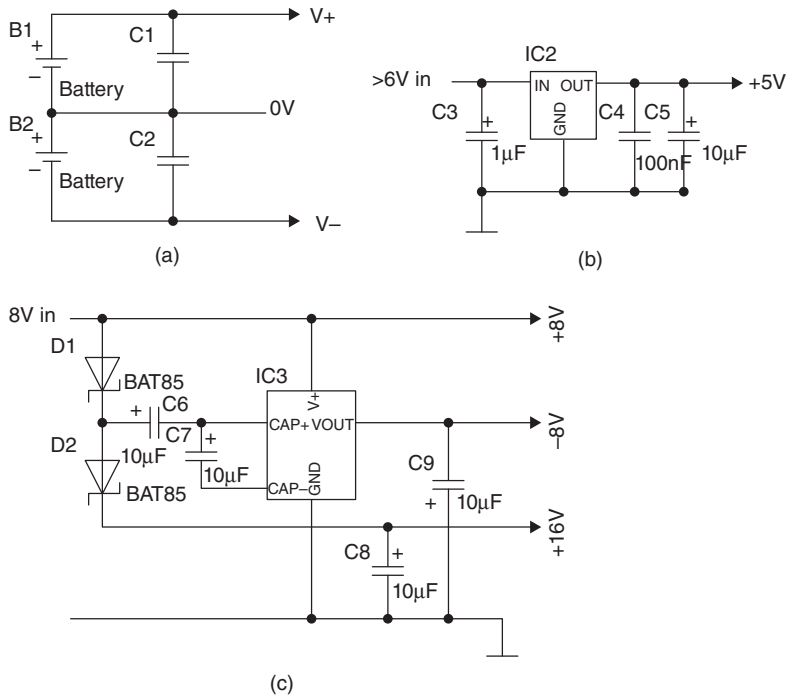 B1
+
–
Battery
C1
V+
B2
+
–
Battery
C2
0V
V–
(a)
>6V in
IC2
IN OUT
GND
+5V
C3
+
1μF
C4
100nF
C5
+
10μF
(b)
8V in
+8V
D1
BAT85
IC3
V+
+
C6
10μF
C7
+
10μF
CAP+ VOUT
CAP–
GND
–8V
D2
BAT85
C9
+
10μF
+16V
C8
+
10μF
(c)